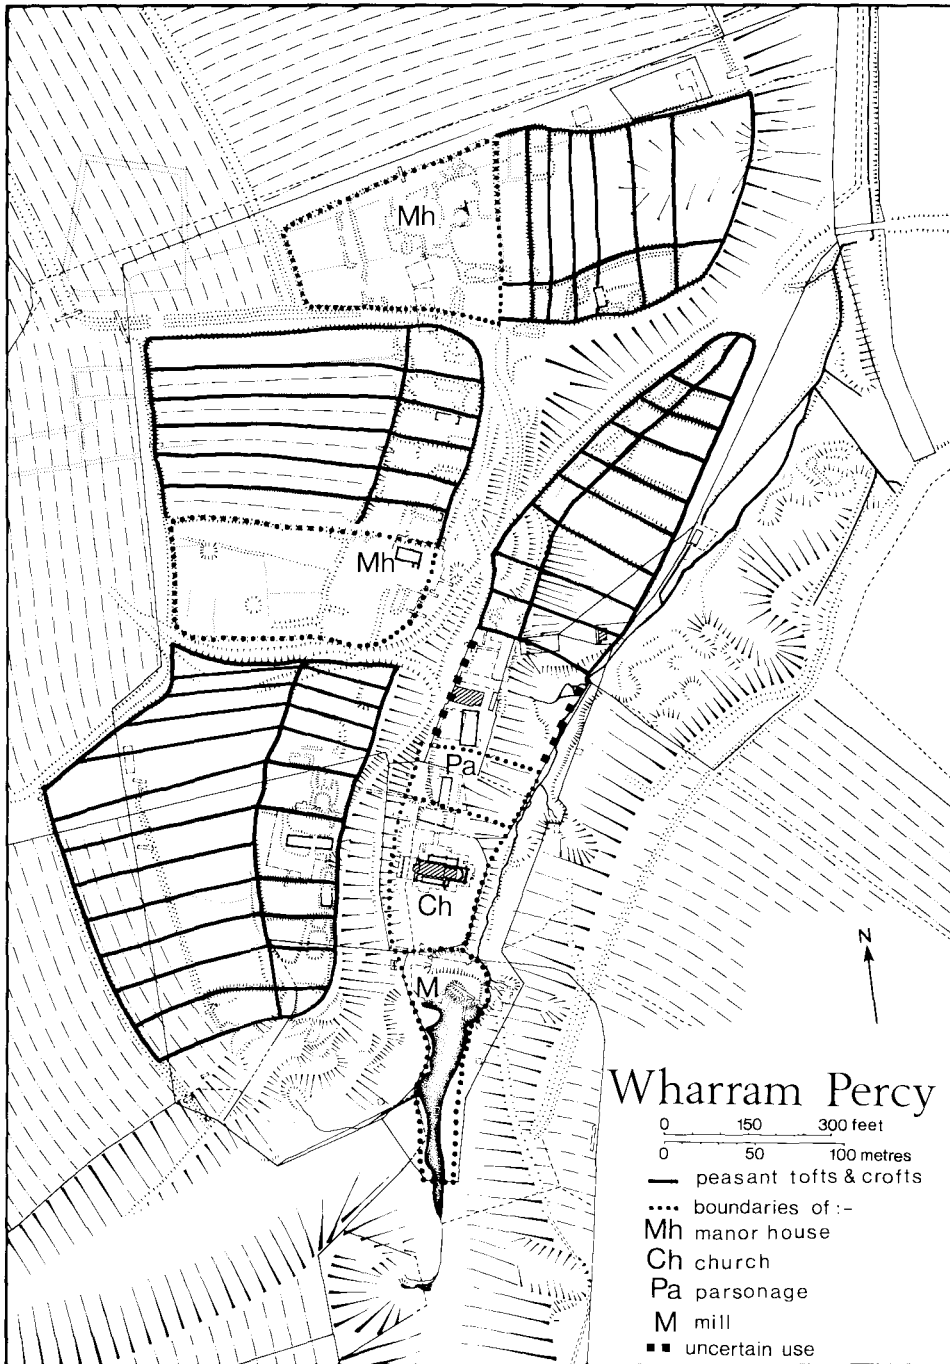 Mh
Mh
Pa
Ch
M
N
Wharram Percy
0 150 300 feet
0 50 100 metres
peasant tofts & crofts
boundaries of :-
Mh manor house
Ch church
Pa parsonage
M mill
uncertain use